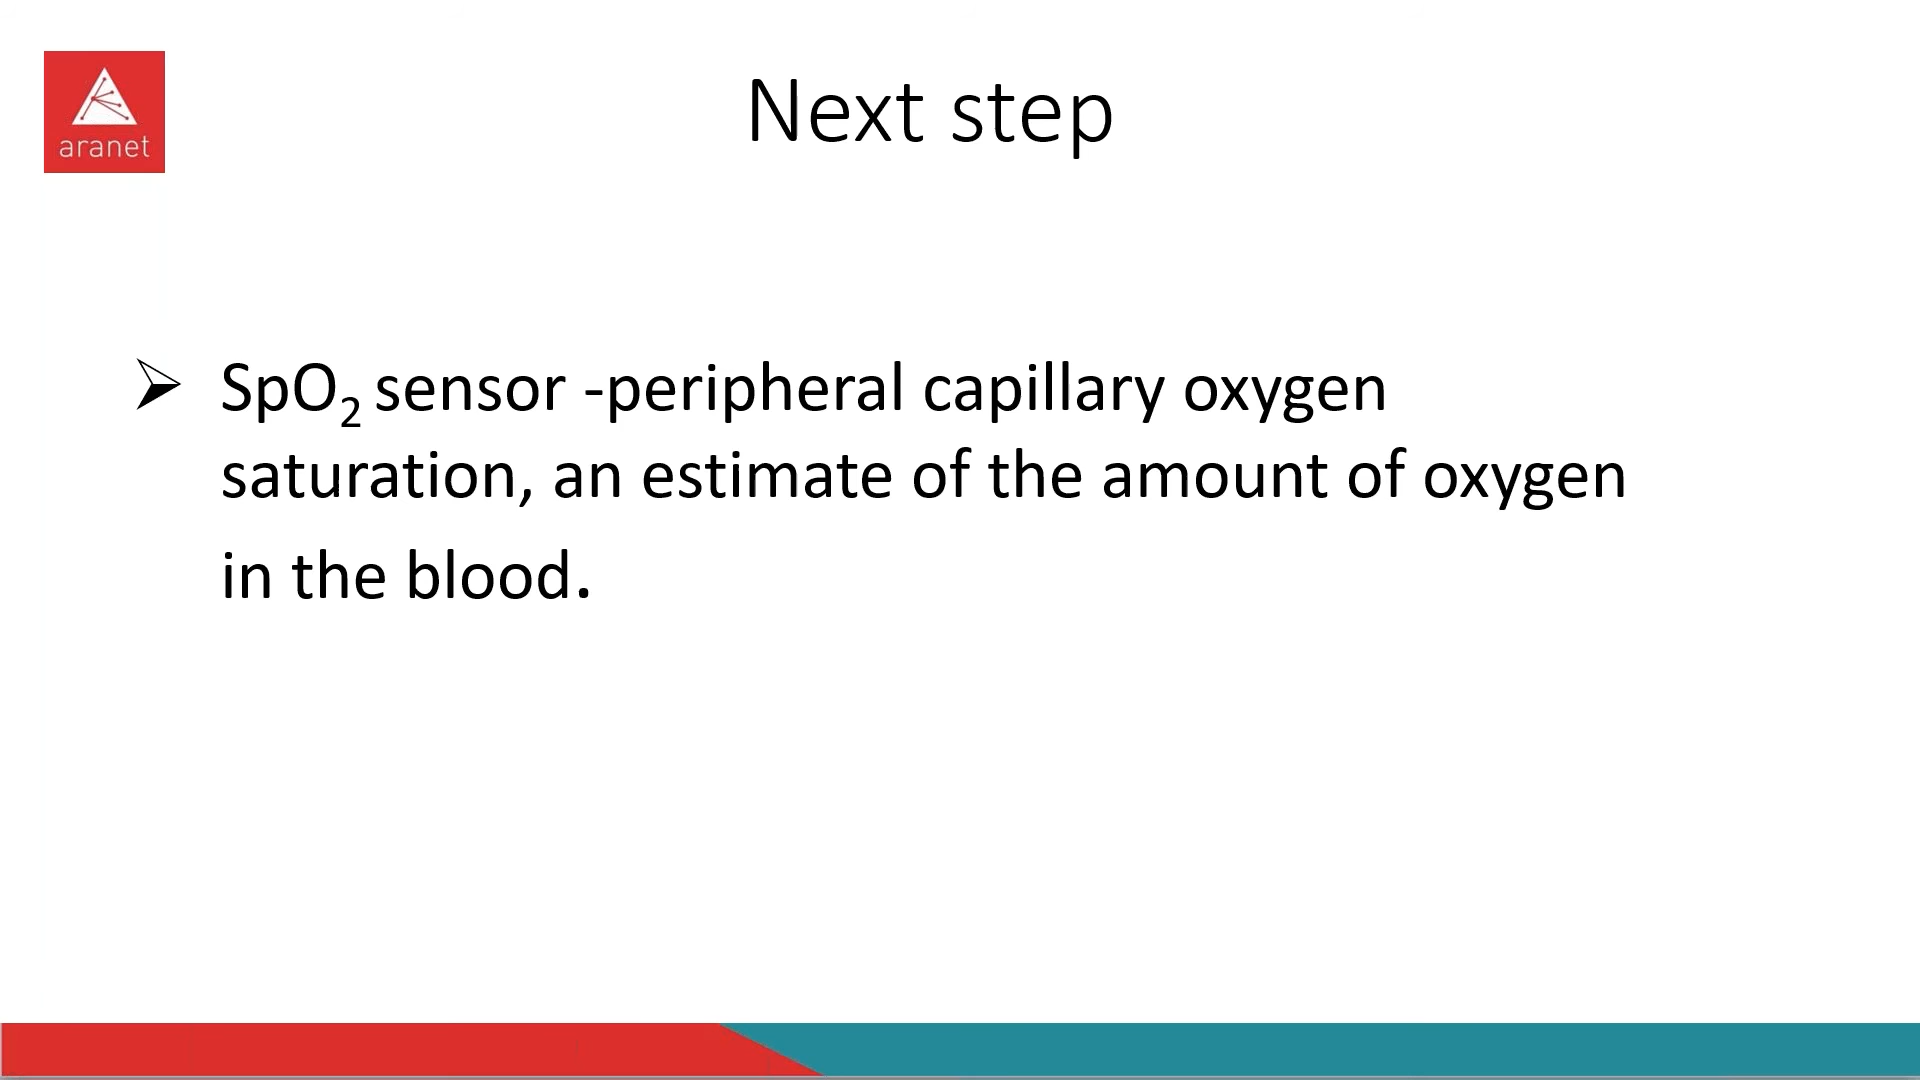 aranet
Next step
➢ SpO₂ sensor -peripheral capillary oxygen
saturation, an estimate of the amount of oxygen
in the blood.